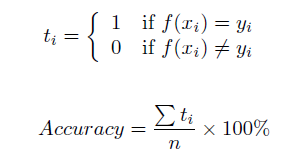 t_i = { 1 if f(x_i) = y_i
0 if f(x_i) ≠ y_i
Accuracy = ∑ t_i / n × 100%